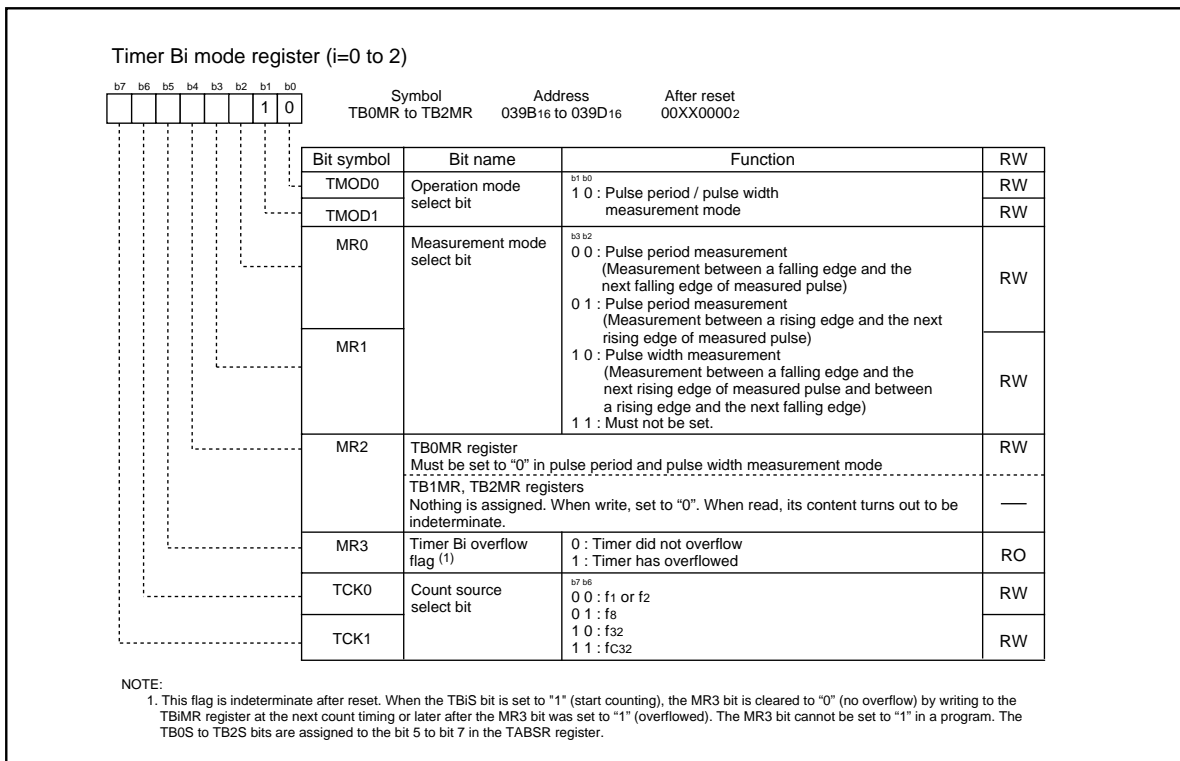 Timer Bi mode register (i=0 to 2)
b7 b6 b5 b4 b3 b2 b1 b0
1 0
Symbol Address After reset
TB0MR to TB2MR 039B16 to 039D16 00XX00002
Bit symbol Bit name Function RW
TMOD0 Operation mode b1 b0 RW
select bit 1 0 : Pulse period / pulse width
TMOD1 measurement mode RW
MR0 Measurement mode b3 b2
select bit 0 0 : Pulse period measurement
(Measurement between a falling edge and the
next falling edge of measured pulse) RW
0 1 : Pulse period measurement
(Measurement between a rising edge and the next
rising edge of measured pulse)
MR1 1 0 : Pulse width measurement
(Measurement between a falling edge and the
next rising edge of measured pulse and between RW
a rising edge and the next falling edge)
1 1 : Must not be set.
MR2 TB0MR register RW
Must be set to “0” in pulse period and pulse width measurement mode
TB1MR, TB2MR registers
Nothing is assigned. When write, set to “0”. When read, its content turns out to be —
indeterminate.
MR3 Timer Bi overflow 0 : Timer did not overflow
flag (1) 1 : Timer has overflowed RO
TCK0 Count source b7 b6 RW
select bit 0 0 : f1 or f2
0 1 : f8
TCK1 1 0 : f32 RW
1 1 : fC32
NOTE:
1. This flag is indeterminate after reset. When the TBiS bit is set to "1" (start counting), the MR3 bit is cleared to “0” (no overflow) by writing to the
TBiMR register at the next count timing or later after the MR3 bit was set to “1” (overflowed). The MR3 bit cannot be set to “1” in a program. The
TB0S to TB2S bits are assigned to the bit 5 to bit 7 in the TABSR register.